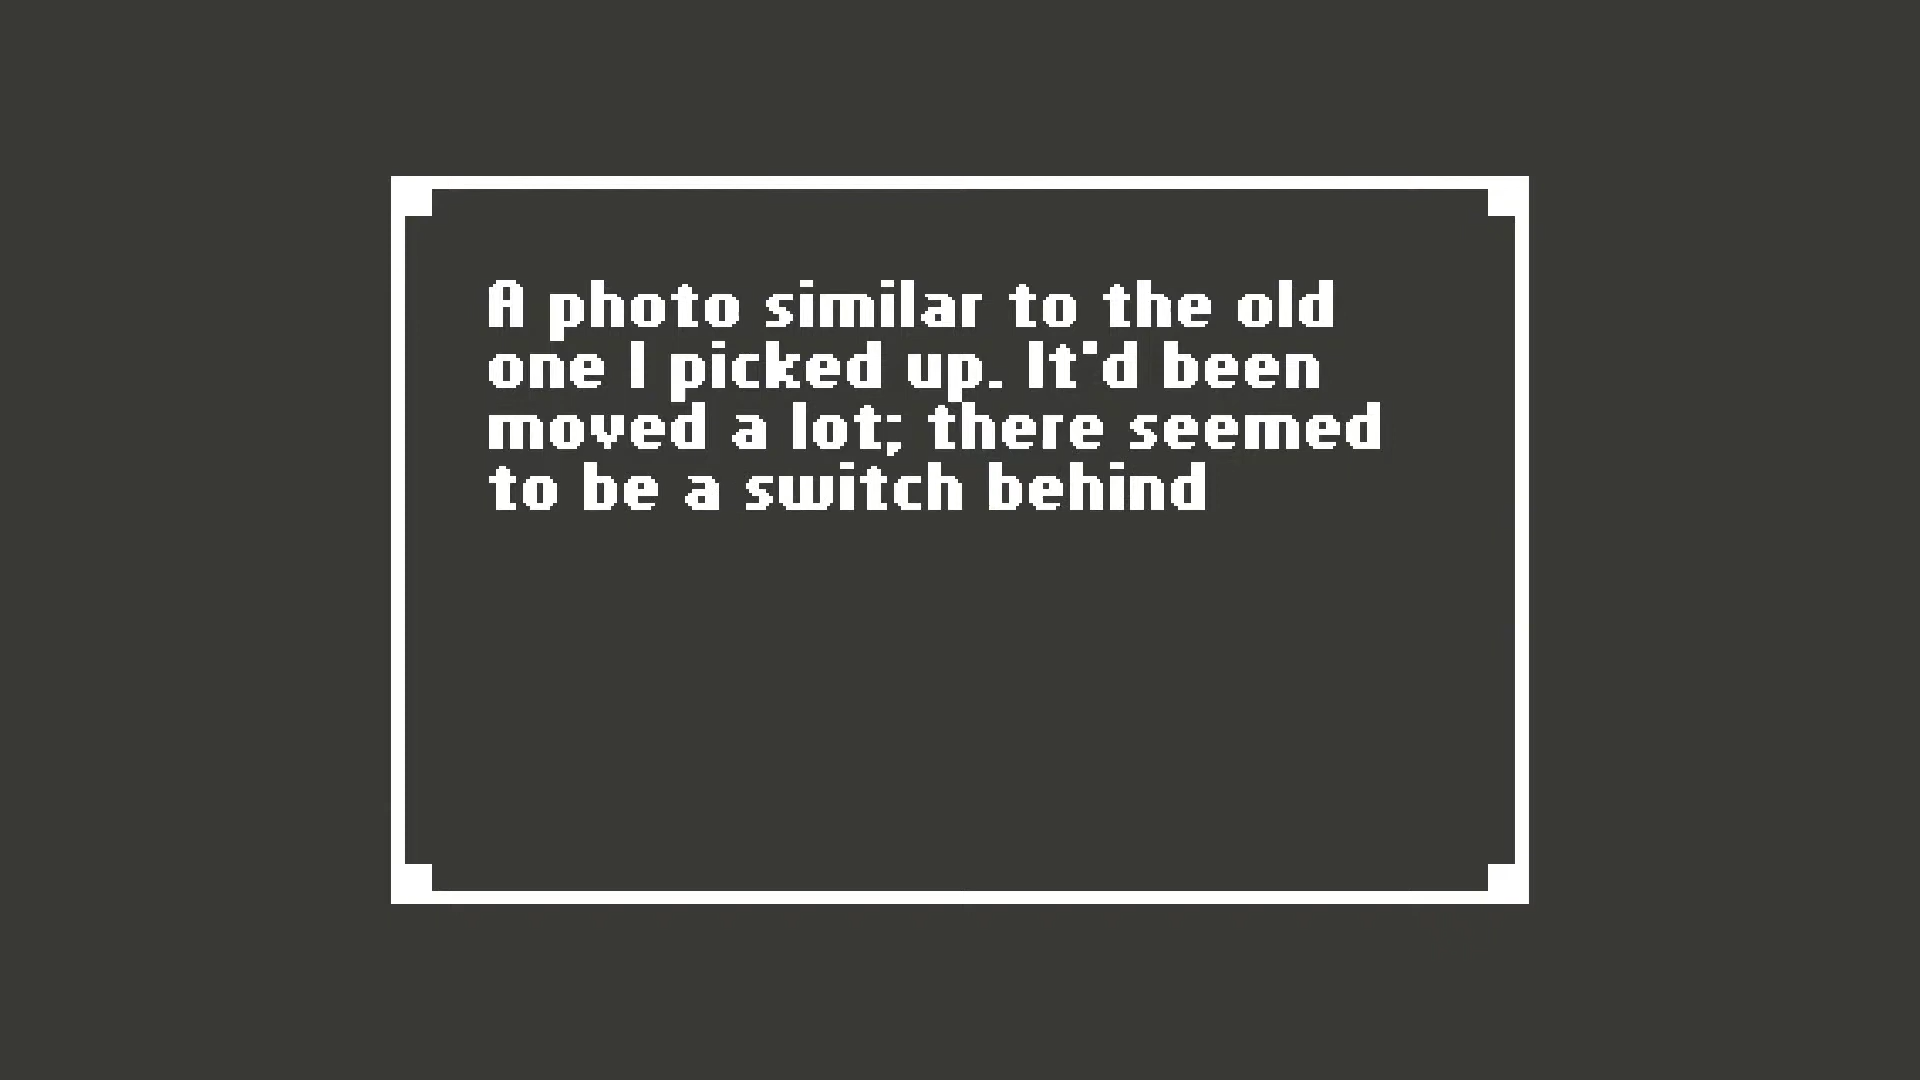 A photo similar to the old
one I picked up. It'd been
moved a lot; there seemed
to be a switch behind